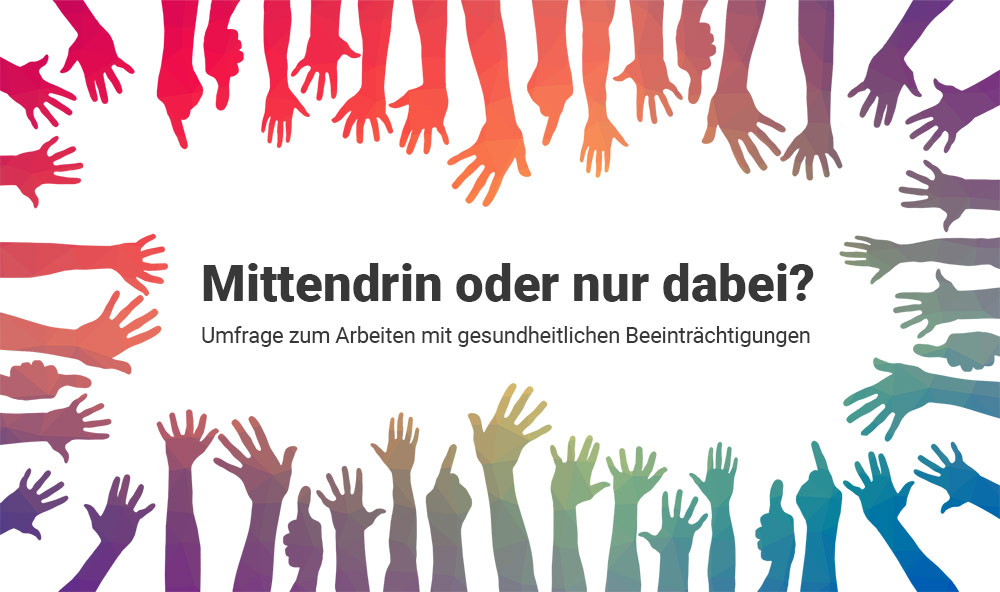 Mittendrin oder nur dabei?
Umfrage zum Arbeiten mit gesundheitlichen Beeinträchtigungen